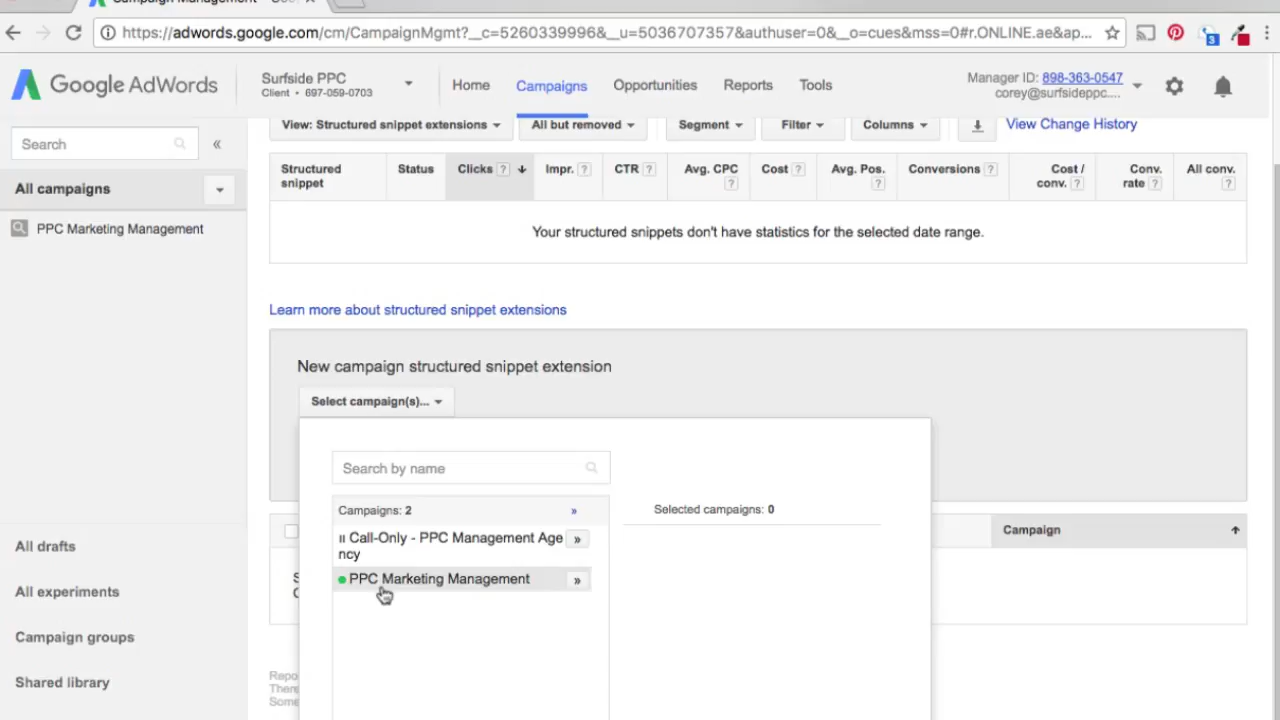 Campaign Management
https://adwords.google.com/cm/CampaignMgmt?__c=5260339996&__u=5036707357&authuser=0&__o=cues&mss=0#r.ONLINE.ae&ap...
3
Google AdWords
Surfside PPC
Client • 697-059-0703
Home
Campaigns
Opportunities
Reports
Tools
Manager ID: 898-363-0547
corey@surfsideppc....
Search
«
All campaigns
PPC Marketing Management
All drafts
All experiments
Campaign groups
Shared library
View: Structured snippet extensions
All but removed
Segment
Filter
Columns
View Change History
Structured snippet
Status
Clicks ?
Impr. ?
CTR ?
Avg. CPC ?
Cost ?
Avg. Pos. ?
Conversions ?
Cost / conv. ?
Conv. rate ?
All conv. ?
Your structured snippets don't have statistics for the selected date range.
Learn more about structured snippet extensions
New campaign structured snippet extension
Select campaign(s)...
Search by name
Campaigns: 2
»
Selected campaigns: 0
Call-Only - PPC Management Age
ncy
»
PPC Marketing Management
»
Campaign
Repo
There
Some